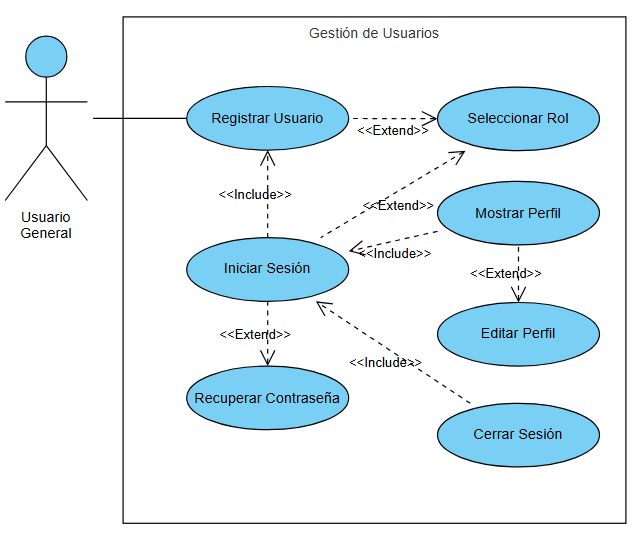 Gestión de Usuarios
Registrar Usuario
<<Extend>>
Seleccionar Rol
<<Include>>
<<Extend>>
Mostrar Perfil
Usuario
General
<<Include>>
Iniciar Sesión
<<Extend>>
<<Extend>>
Editar Perfil
<<Include>>
Recuperar Contraseña
Cerrar Sesión